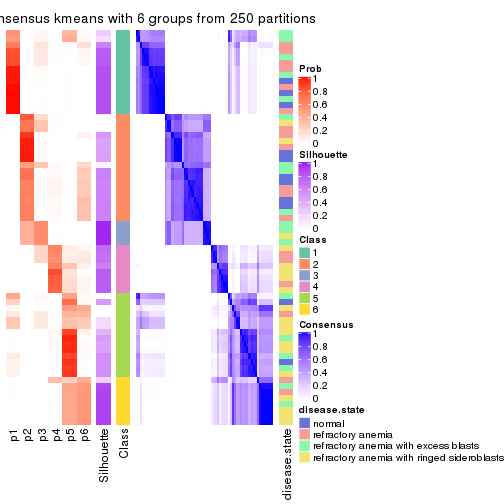 nsensus kmeans with 6 groups from 250 partitions
Prob
1
0.8
0.6
0.4
0.2
0
Silhouette
1
0.8
0.6
0.4
0.2
0
Class
1
2
3
4
5
6
Consensus
1
0.8
0.6
0.4
0.2
0
disease.state
normal
refractory anemia
refractory anemia with excess blasts
refractory anemia with ringed sideroblasts
p1
p2
p3
p4
p5
p6
Silhouette
Class
disease.state